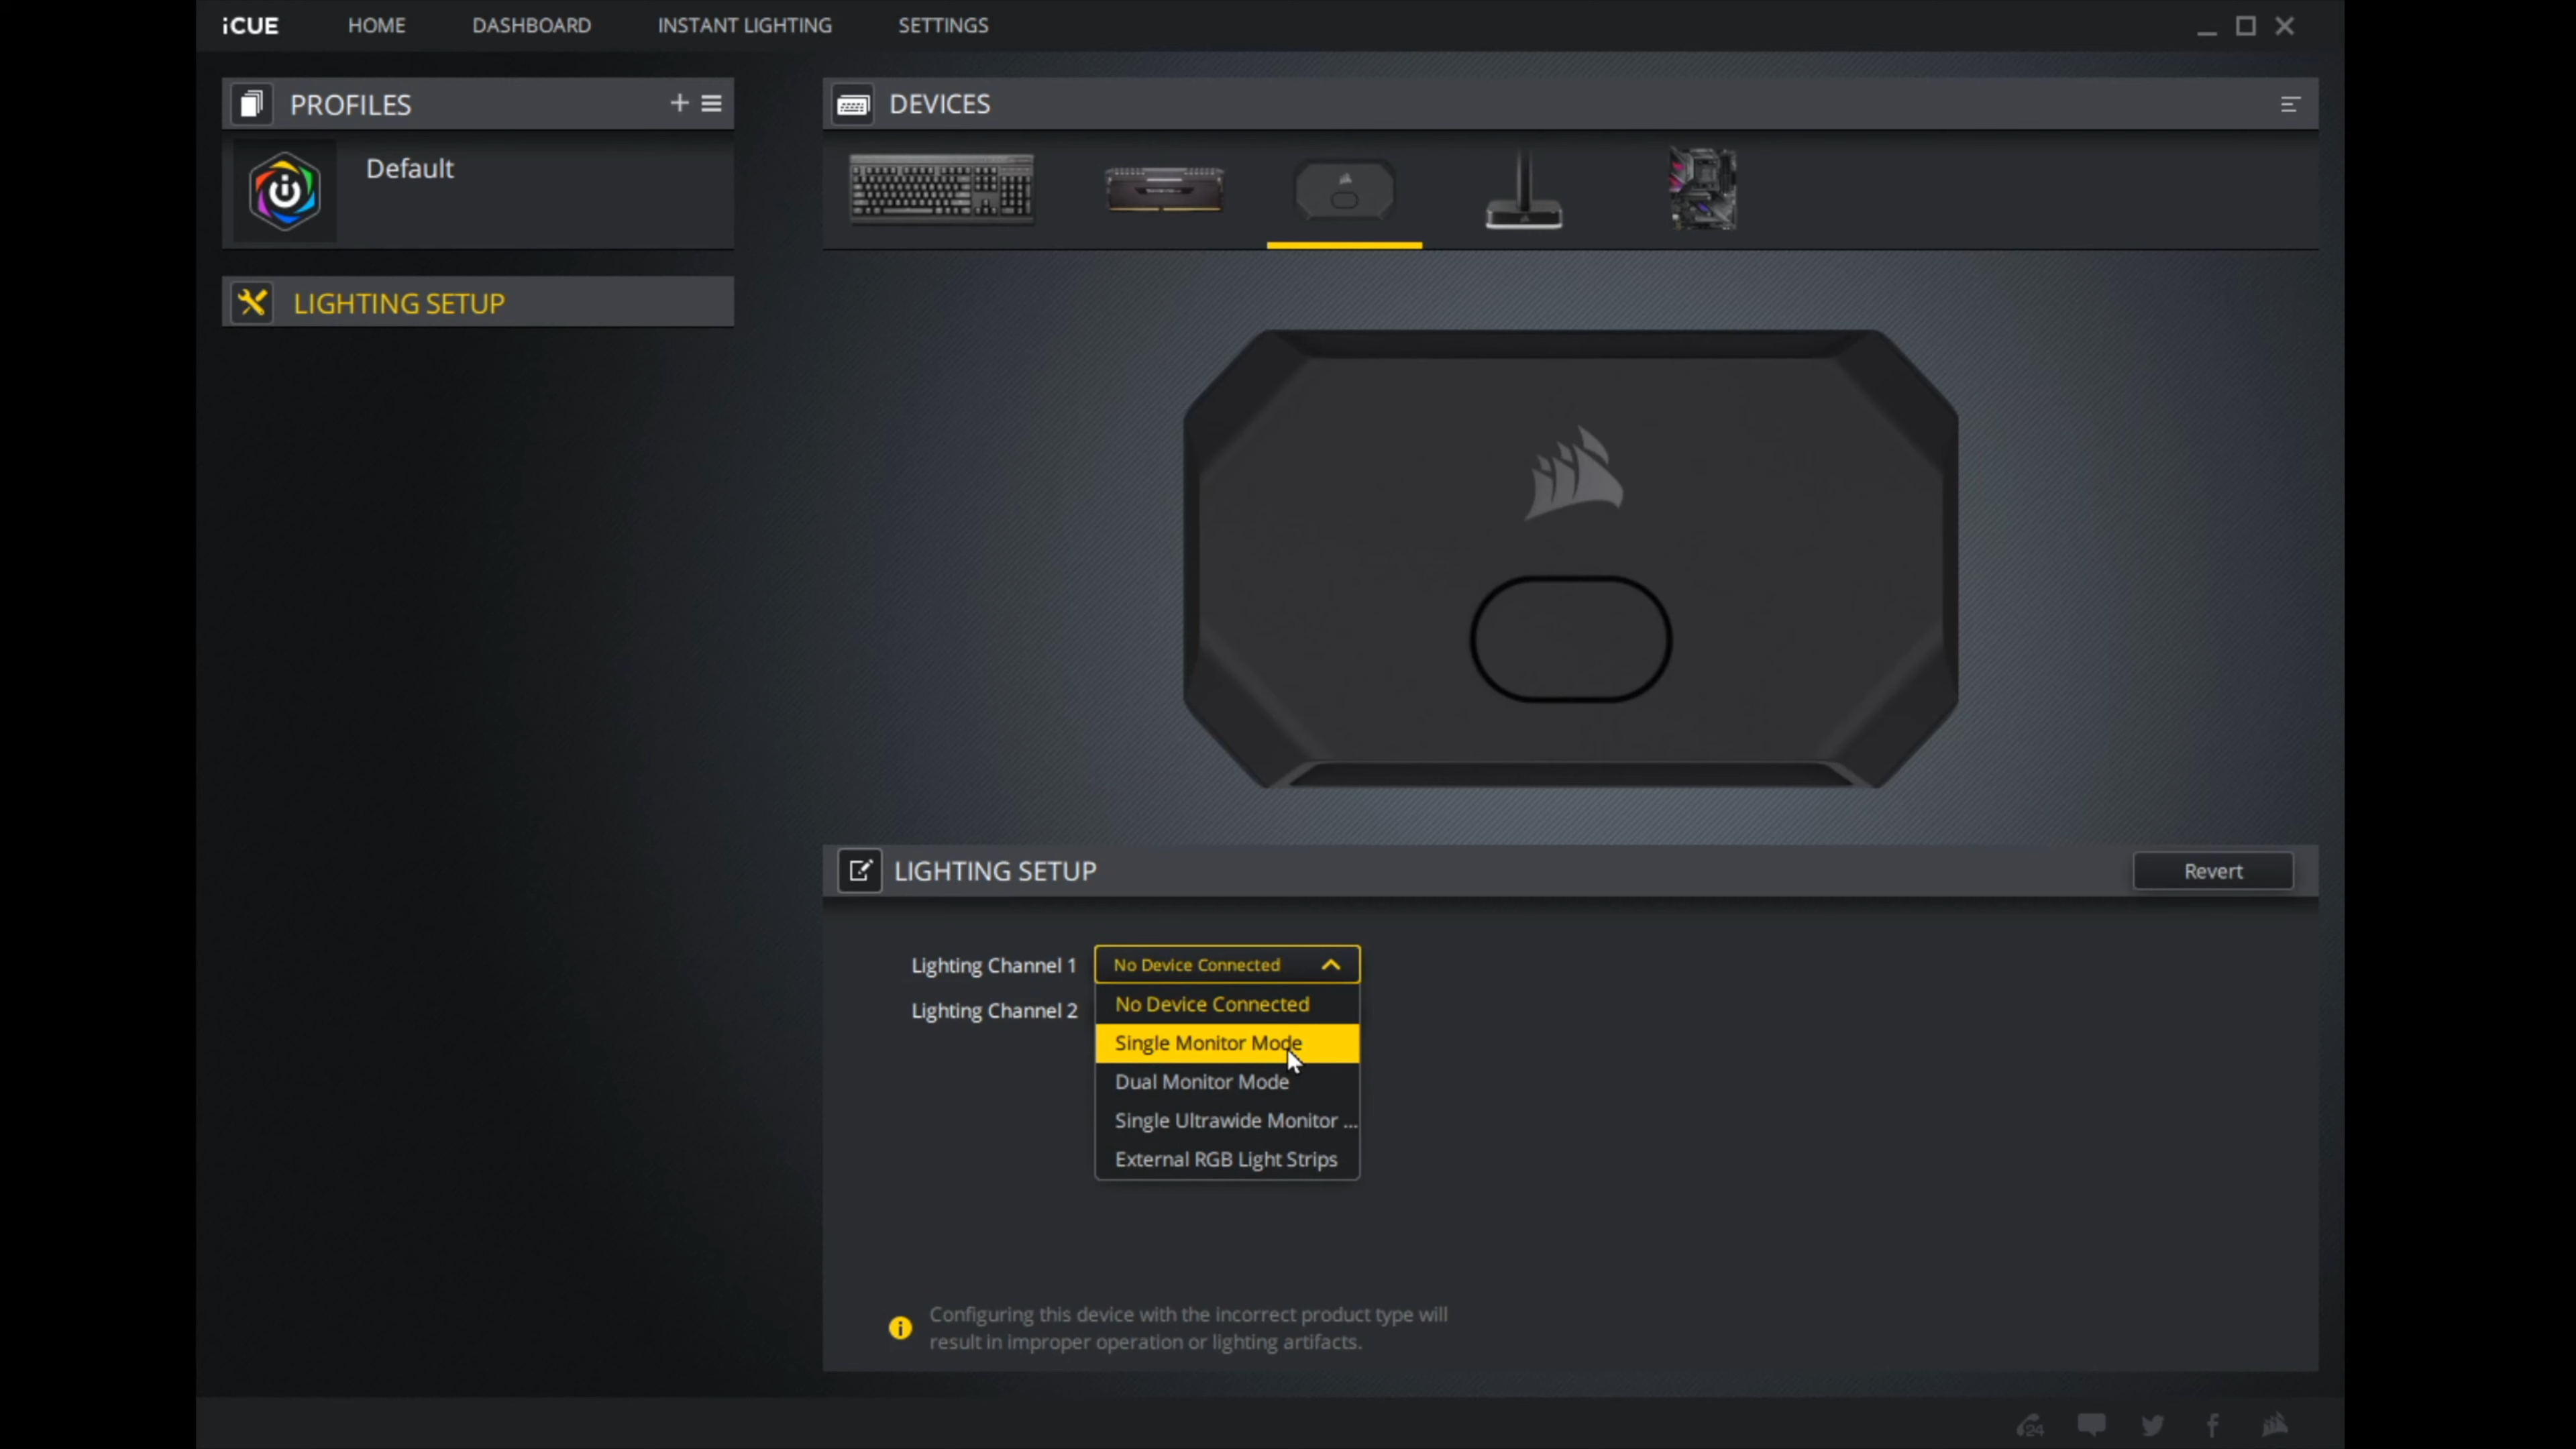 iCUE HOME DASHBOARD INSTANT LIGHTING SETTINGS
PROFILES
Default
LIGHTING SETUP
DEVICES
LIGHTING SETUP
Revert
Lighting Channel 1 No Device Connected
Lighting Channel 2
No Device Connected
Single Monitor Mode
Dual Monitor Mode
Single Ultrawide Monitor ...
External RGB Light Strips
Configuring this device with the incorrect product type will
result in improper operation or lighting artifacts.
24